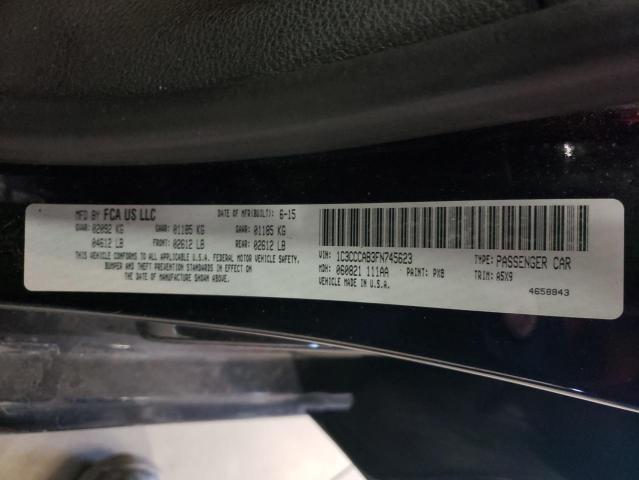 MFD BY FCA US LLC DATE OF MFR(BUILT): 6-15
GVWR: 02092 KG GAWR: 01185 KG GAWR: 01185 KG
04612 LB FRONT: 02612 LB REAR: 02612 LB
THIS VEHICLE CONFORMS TO ALL U.S.A. FEDERAL MOTOR VEHICLE SAFETY,
BUMPER AND THEFT PREVENTION STANDARDS IN EFFECT ON
THE DATE OF MANUFACTURE SHOWN ABOVE.
VIN: 1C3CCCAB3FN745623 TYPE: PASSENGER CAR
MDH: 060821 111AA PAINT: PX8 TRIM: A5X9
VEHICLE MADE IN U.S.A.
4658843